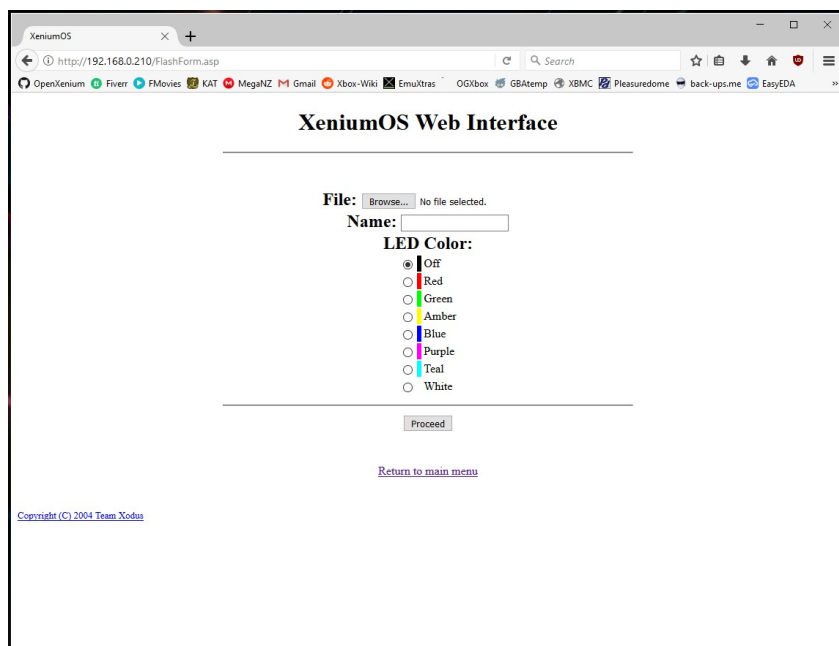 XeniumOS
http://192.168.0.210/FlashForm.asp
Search
OpenXenium Fiverr FMovies KAT MegaNZ Gmail Xbox-Wiki EmuXtras OGXbox GBAtemp XBMC Pleasuredome back-ups.me EasyEDA »
XeniumOS Web Interface
File: Browse... No file selected.
Name:
LED Color:
Off
Red
Green
Amber
Blue
Purple
Teal
White
Proceed
Return to main menu
Copyright (C) 2004 Team Xodus